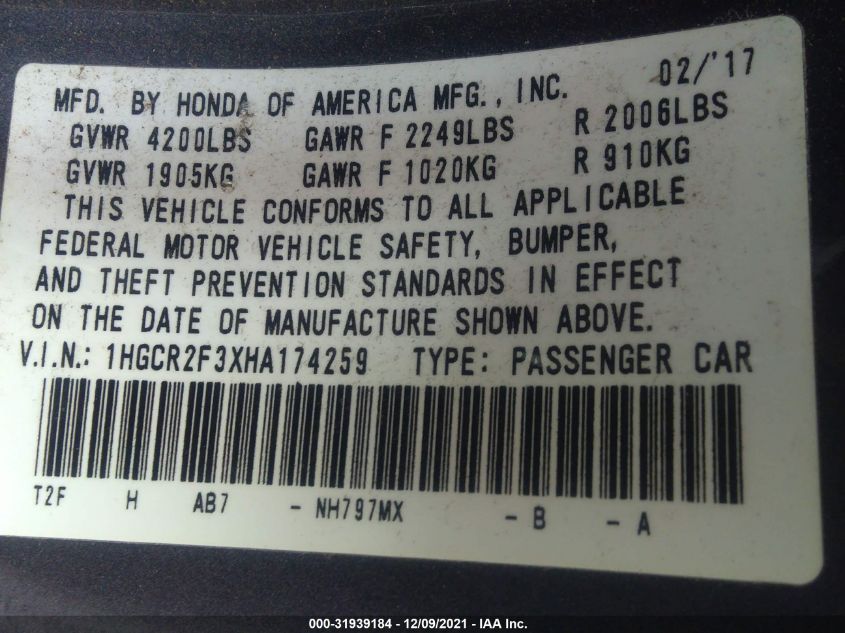 MFD. BY HONDA OF AMERICA MFG., INC. 02/'17
GVWR 4200LBS GAWR F 2249LBS R 2006LBS
GVWR 1905KG GAWR F 1020KG R 910KG
THIS VEHICLE CONFORMS TO ALL APPLICABLE
FEDERAL MOTOR VEHICLE SAFETY, BUMPER,
AND THEFT PREVENTION STANDARDS IN EFFECT
ON THE DATE OF MANUFACTURE SHOWN ABOVE.
V.I.N.: 1HGCR2F3XHA174259 TYPE: PASSENGER CAR
T2F H AB7 - NH797MX - B - A
000-31939184 - 12/09/2021 - IAA Inc.